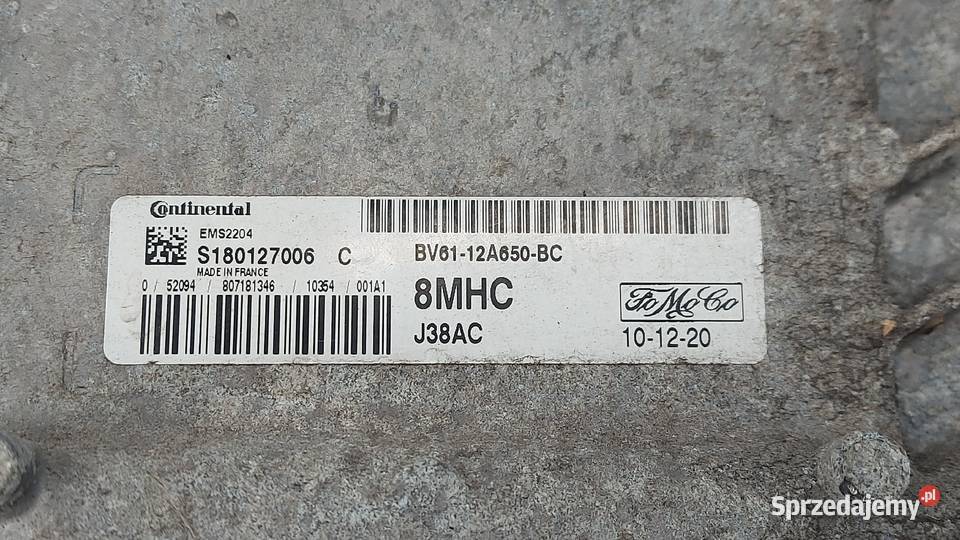 Continental
EMS2204
S180127006 C
MADE IN FRANCE
0 / 52094 / 807181346 / 10354 / 001A1
BV61-12A650-BC
8MHC
J38AC
FoMoCo
10-12-20
Sprzedajemy.pl